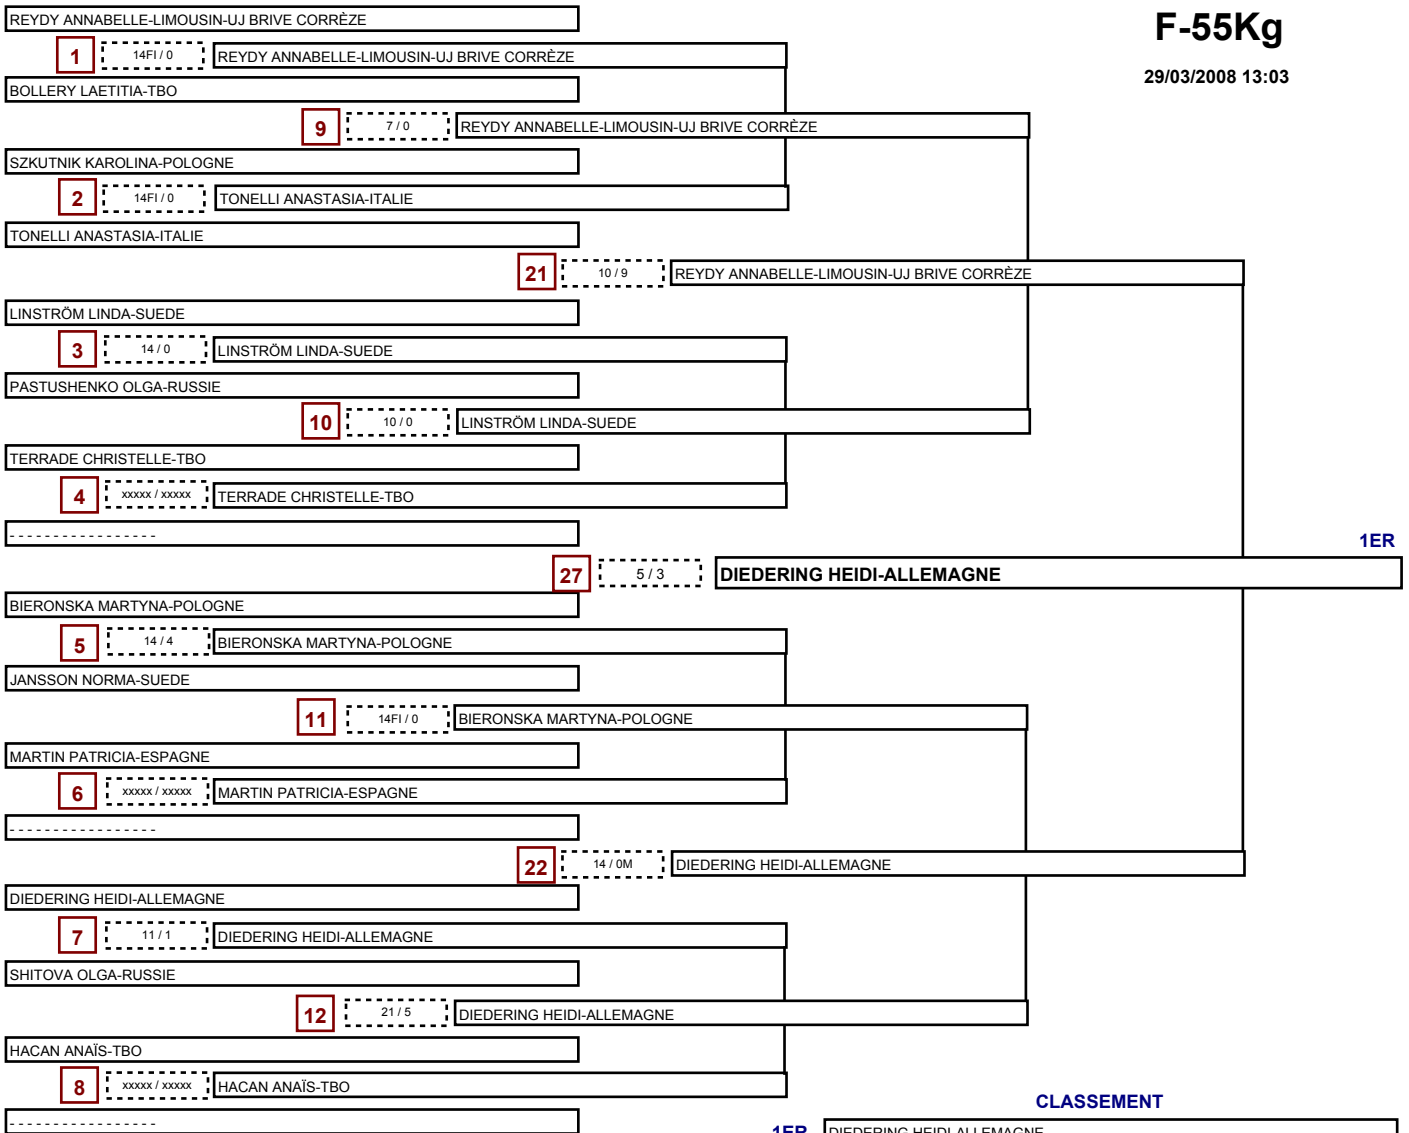 REYDY ANNABELLE-LIMOUSIN-UJ BRIVE CORRÈZE
F-55Kg
1 14FI / 0 REYDY ANNABELLE-LIMOUSIN-UJ BRIVE CORRÈZE
29/03/2008 13:03
BOLLERY LAETITIA-TBO
9 7 / 0 REYDY ANNABELLE-LIMOUSIN-UJ BRIVE CORRÈZE
SZKUTNIK KAROLINA-POLOGNE
2 14FI / 0 TONELLI ANASTASIA-ITALIE
TONELLI ANASTASIA-ITALIE
21 10 / 9 REYDY ANNABELLE-LIMOUSIN-UJ BRIVE CORRÈZE
LINSTRÖM LINDA-SUEDE
3 14 / 0 LINSTRÖM LINDA-SUEDE
PASTUSHENKO OLGA-RUSSIE
10 10 / 0 LINSTRÖM LINDA-SUEDE
TERRADE CHRISTELLE-TBO
4 xxxxx / xxxxx TERRADE CHRISTELLE-TBO
- - - - - - - - - - - - - - - - -
1ER
27 5 / 3 DIEDERING HEIDI-ALLEMAGNE
BIERONSKA MARTYNA-POLOGNE
5 14 / 4 BIERONSKA MARTYNA-POLOGNE
JANSSON NORMA-SUEDE
11 14FI / 0 BIERONSKA MARTYNA-POLOGNE
MARTIN PATRICIA-ESPAGNE
6 xxxxx / xxxxx MARTIN PATRICIA-ESPAGNE
- - - - - - - - - - - - - - - - -
22 14 / 0M DIEDERING HEIDI-ALLEMAGNE
DIEDERING HEIDI-ALLEMAGNE
7 11 / 1 DIEDERING HEIDI-ALLEMAGNE
SHITOVA OLGA-RUSSIE
12 21 / 5 DIEDERING HEIDI-ALLEMAGNE
HACAN ANAÏS-TBO
8 xxxxx / xxxxx HACAN ANAÏS-TBO
CLASSEMENT
- - - - - - - - - - - - - - - - -
1ER DIEDERING HEIDI-ALLEMAGNE